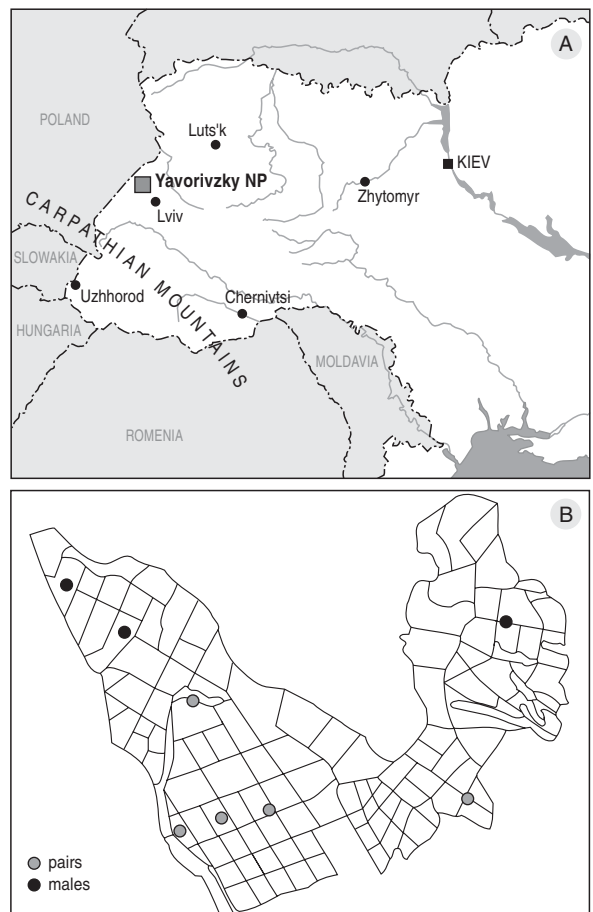 A
POLAND
Luts'k
KIEV
Yavorivzky NP
Zhytomyr
Lviv
CARPATHIAN MOUNTAINS
SLOWAKIA
Uzhhorod
Chernivtsi
HUNGARIA
MOLDAVIA
ROMENIA
B
pairs
males